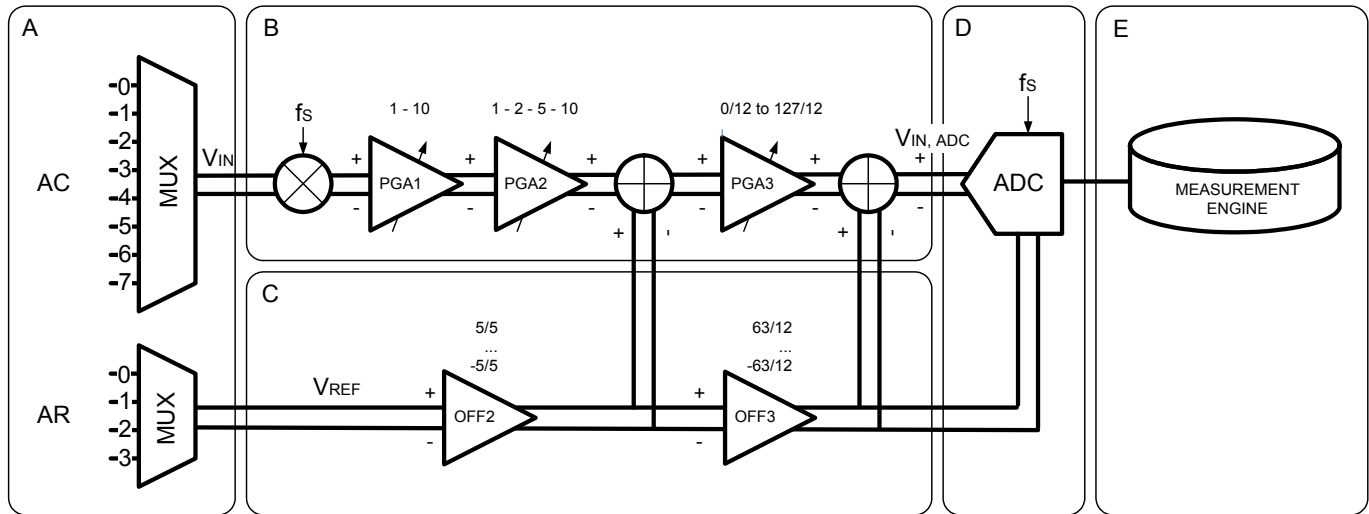 A
B
D
E
AC
0
1
2
3
4
5
6
7
MUX
VIN
fS
1 - 10
1 - 2 - 5 - 10
0/12 to 127/12
+
+
+
+
+
+
PGA1
PGA2
PGA3
-
-
-
-
-
-
+ '
+ '
VIN, ADC
fS
ADC
MEASUREMENT
ENGINE
C
AR
0
1
2
3
MUX
VREF
5/5
...
-5/5
63/12
...
-63/12
+
-
OFF2
+
-
OFF3